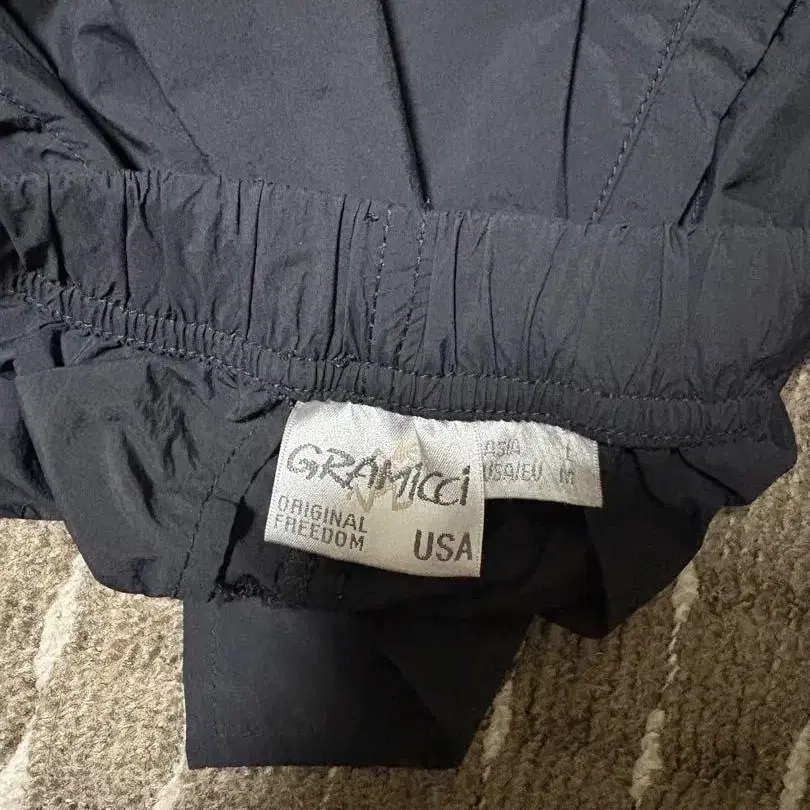 GRAMICCI
ORIGINAL
FREEDOM
USA
ASIA L
USA/EU M